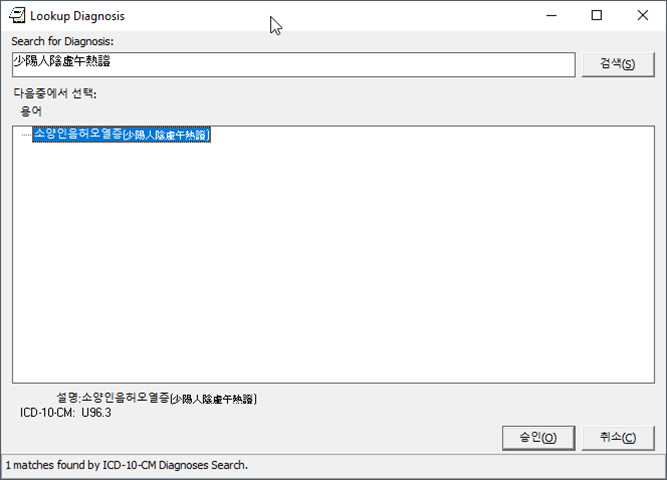 Lookup Diagnosis
Search for Diagnosis:
少陽人陰虛午熱證
검색(S)
다음중에서 선택:
용어
소양인음허오열증(少陽人陰虛午熱證)
설명:소양인음허오열증(少陽人陰虛午熱證)
ICD-10-CM: U96.3
승인(O)
취소(C)
1 matches found by ICD-10-CM Diagnoses Search.